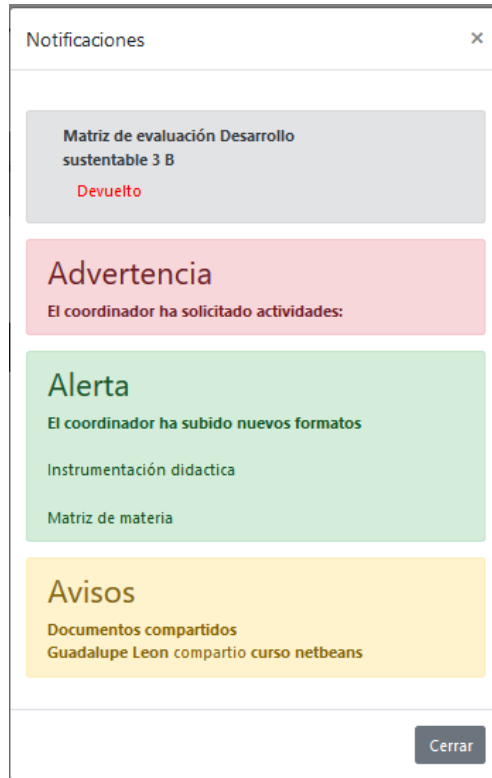 Notificaciones ×
Matriz de evaluación Desarrollo
sustentable 3 B
Devuelto
Advertencia
El coordinador ha solicitado actividades:
Alerta
El coordinador ha subido nuevos formatos
Instrumentación didactica
Matriz de materia
Avisos
Documentos compartidos
Guadalupe Leon compartio curso netbeans
Cerrar